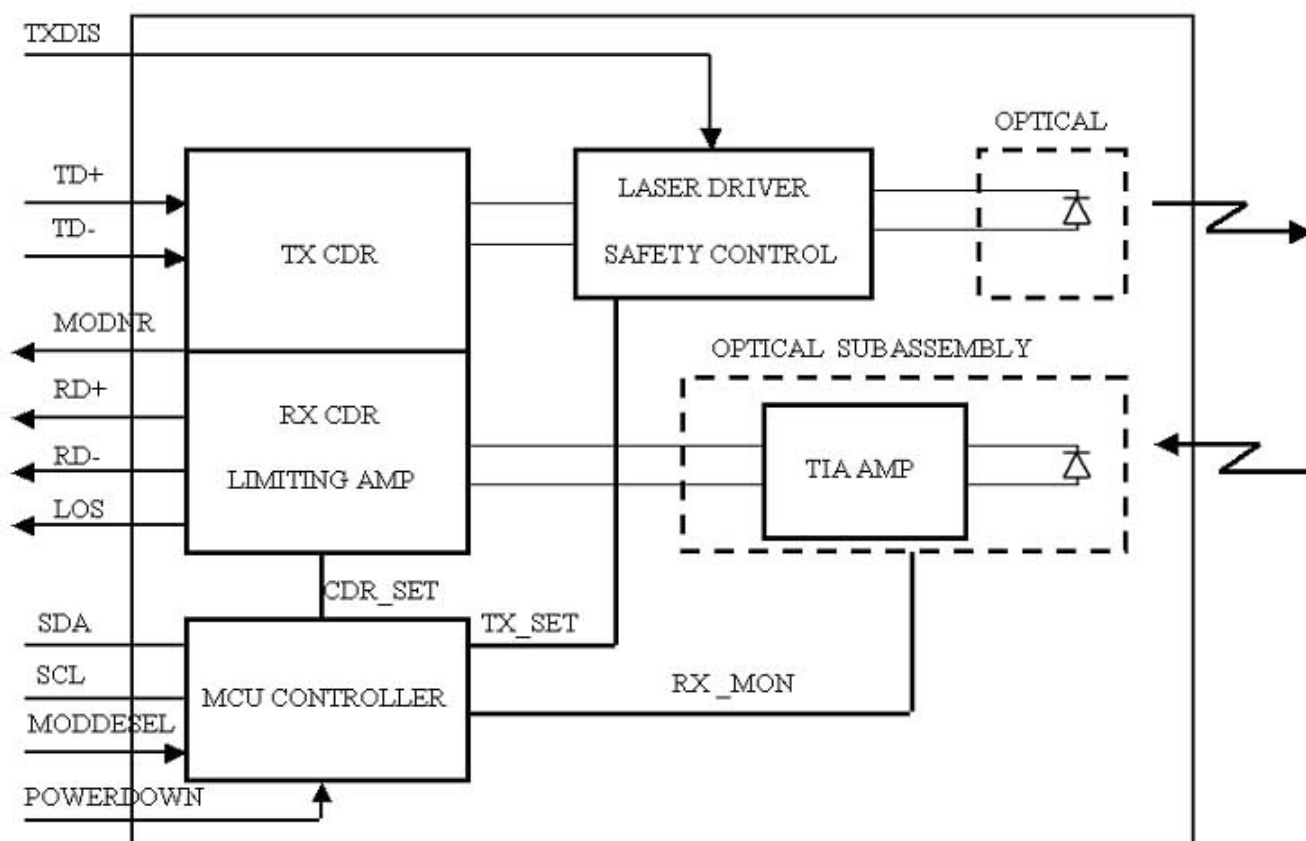 TXDIS
OPTICAL
TD+
TD-
TX CDR
LASER DRIVER
SAFETY CONTROL
MODNR
OPTICAL SUBASSEMBLY
RD+
RX CDR
RD-
LIMITING AMP
TIA AMP
LOS
CDR_SET
SDA
TX_SET
SCL
MCU CONTROLLER
RX_MON
MODDESEL
POWERDOWN